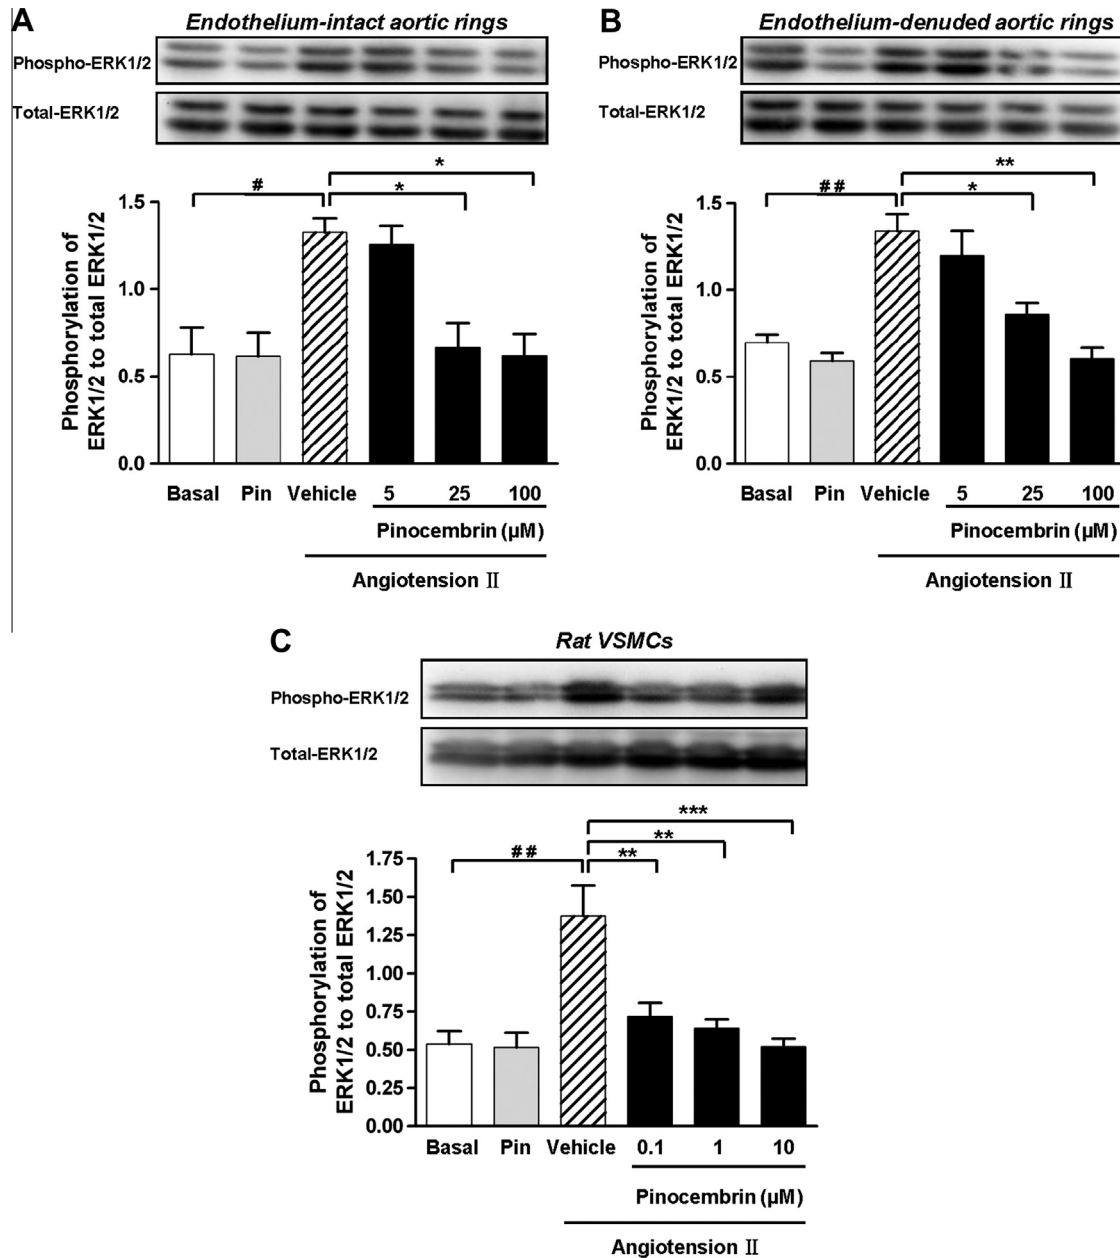 A
Endothelium-intact aortic rings
Phospho-ERK1/2
Total-ERK1/2
*
#
*
Phosphorylation of
ERK1/2 to total ERK1/2
1.5
1.0
0.5
0.0
Basal Pin Vehicle 5 25 100
Pinocembrin (μM)
Angiotension Ⅱ
B
Endothelium-denuded aortic rings
Phospho-ERK1/2
Total-ERK1/2
**
##
*
Phosphorylation of
ERK1/2 to total ERK1/2
1.5
1.0
0.5
0.0
Basal Pin Vehicle 5 25 100
Pinocembrin (μM)
Angiotension Ⅱ
C
Rat VSMCs
Phospho-ERK1/2
Total-ERK1/2
***
**
##
**
Phosphorylation of
ERK1/2 to total ERK1/2
1.75
1.50
1.25
1.00
0.75
0.50
0.25
0.00
Basal Pin Vehicle 0.1 1 10
Pinocembrin (μM)
Angiotension Ⅱ